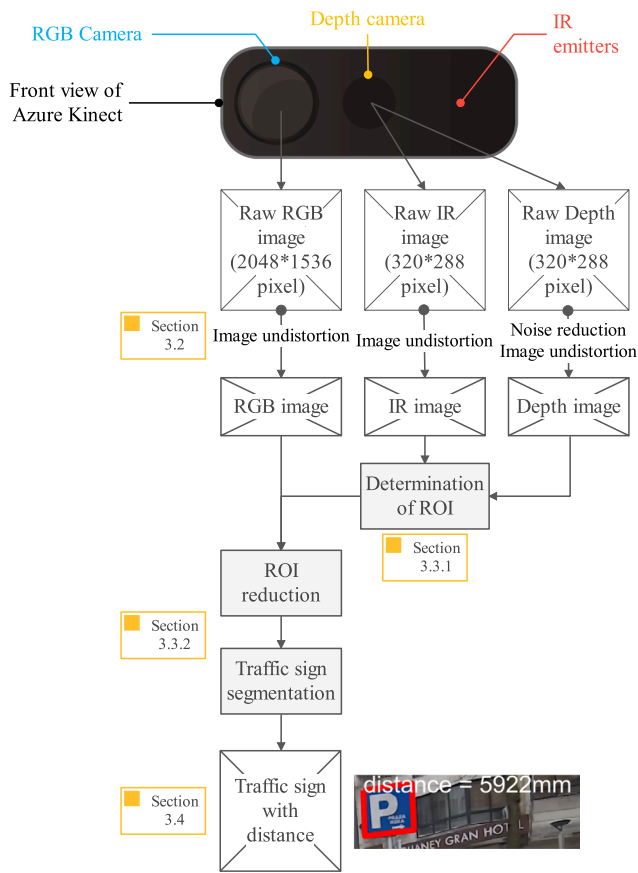 Depth camera
RGB Camera
IR
emitters
Front view of
Azure Kinect
Raw RGB
image
(2048*1536
pixel)
Raw IR
image
(320*288
pixel)
Raw Depth
image
(320*288
pixel)
Section
3.2
Image undistortion
Image undistortion
Noise reduction
Image undistortion
RGB image
IR image
Depth image
Determination
of ROI
Section
3.3.1
ROI
reduction
Section
3.3.2
Traffic sign
segmentation
Traffic sign
with
distance
Section
3.4
distance = 5922mm
P
HANEY GRAN HOTEL